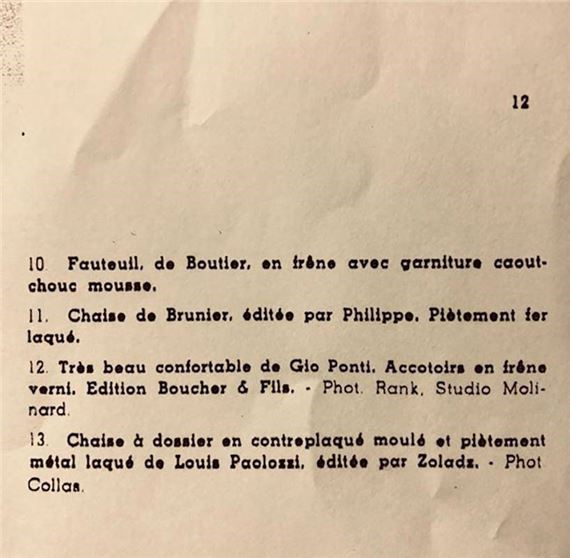 12
10 Fauteuil, de Boutier, en frêne avec garniture caout-
chouc mousse.
11. Chaise de Brunier, éditée par Philippe. Piètement fer
laqué.
12. Très beau confortable de Gio Ponti. Accotoirs en frêne
verni. Edition Boucher & Fils. - Phot. Rank, Studio Moli-
nard.
13. Chaise à dossier en contreplaqué moulé et piètement
métal laqué de Louis Paolozzi, éditée par Zoladz. - Phot
Collas.